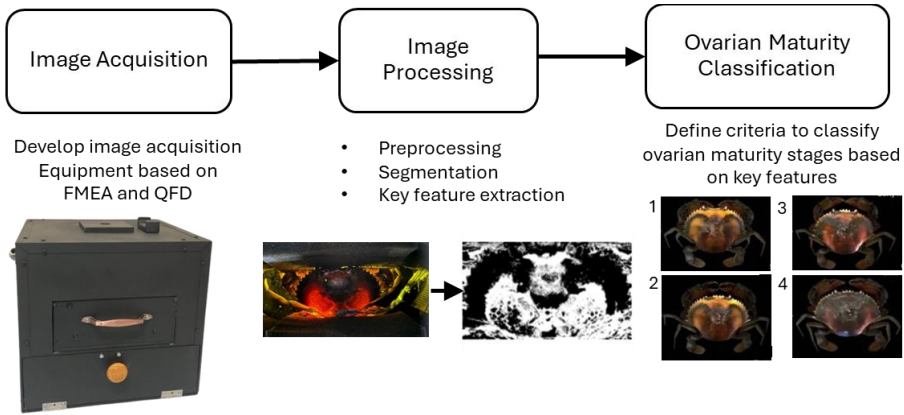 Image Acquisition
Image
Processing
Ovarian Maturity
Classification
Develop image acquisition
Equipment based on
FMEA and QFD
• Preprocessing
• Segmentation
• Key feature extraction
Define criteria to classify
ovarian maturity stages based
on key features
1
3
2
4